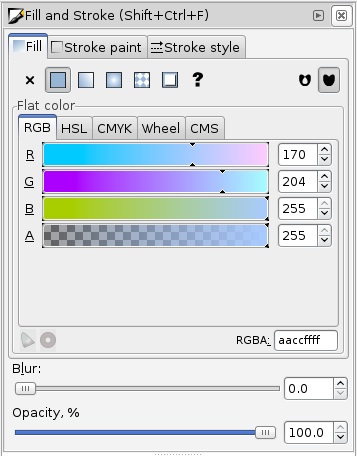 Fill and Stroke (Shift+Ctrl+F)
Fill Stroke paint Stroke style
?
Flat color
RGB HSL CMYK Wheel CMS
R 170
G 204
B 255
A 255
RGBA: aaccffff
Blur:
0.0
Opacity, %
100.0